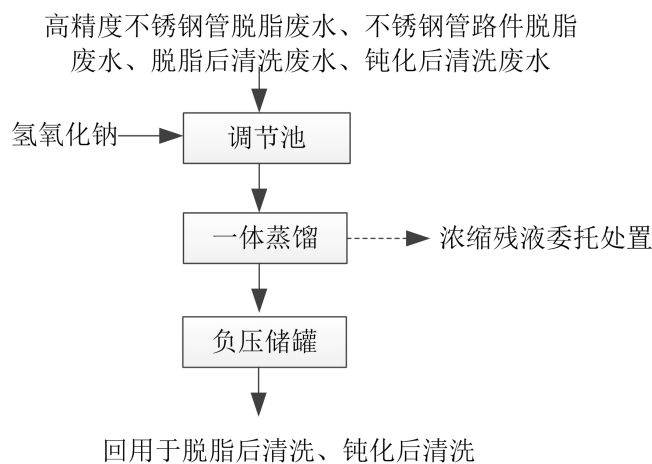 高精度不锈钢管脱脂废水、不锈钢管路件脱脂
废水、脱脂后清洗废水、钝化后清洗废水
氢氧化钠
调节池
一体蒸馏
浓缩残液委托处置
负压储罐
回用于脱脂后清洗、钝化后清洗